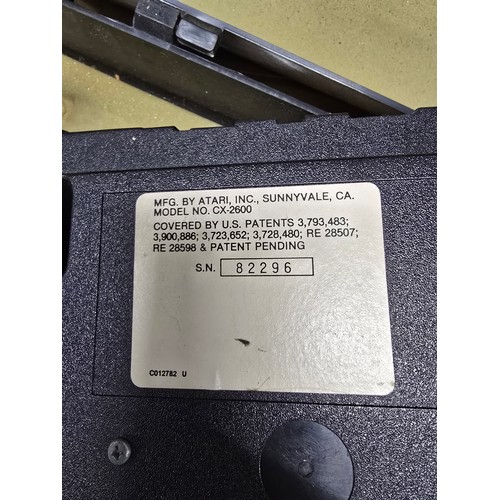 MFG. BY ATARI, INC., SUNNYVALE, CA.
MODEL NO. CX-2600
COVERED BY U.S. PATENTS 3,793,483;
3,900,886; 3,723,652; 3,728,480; RE 28507;
RE 28598 & PATENT PENDING
S.N. 82296
C012782 U